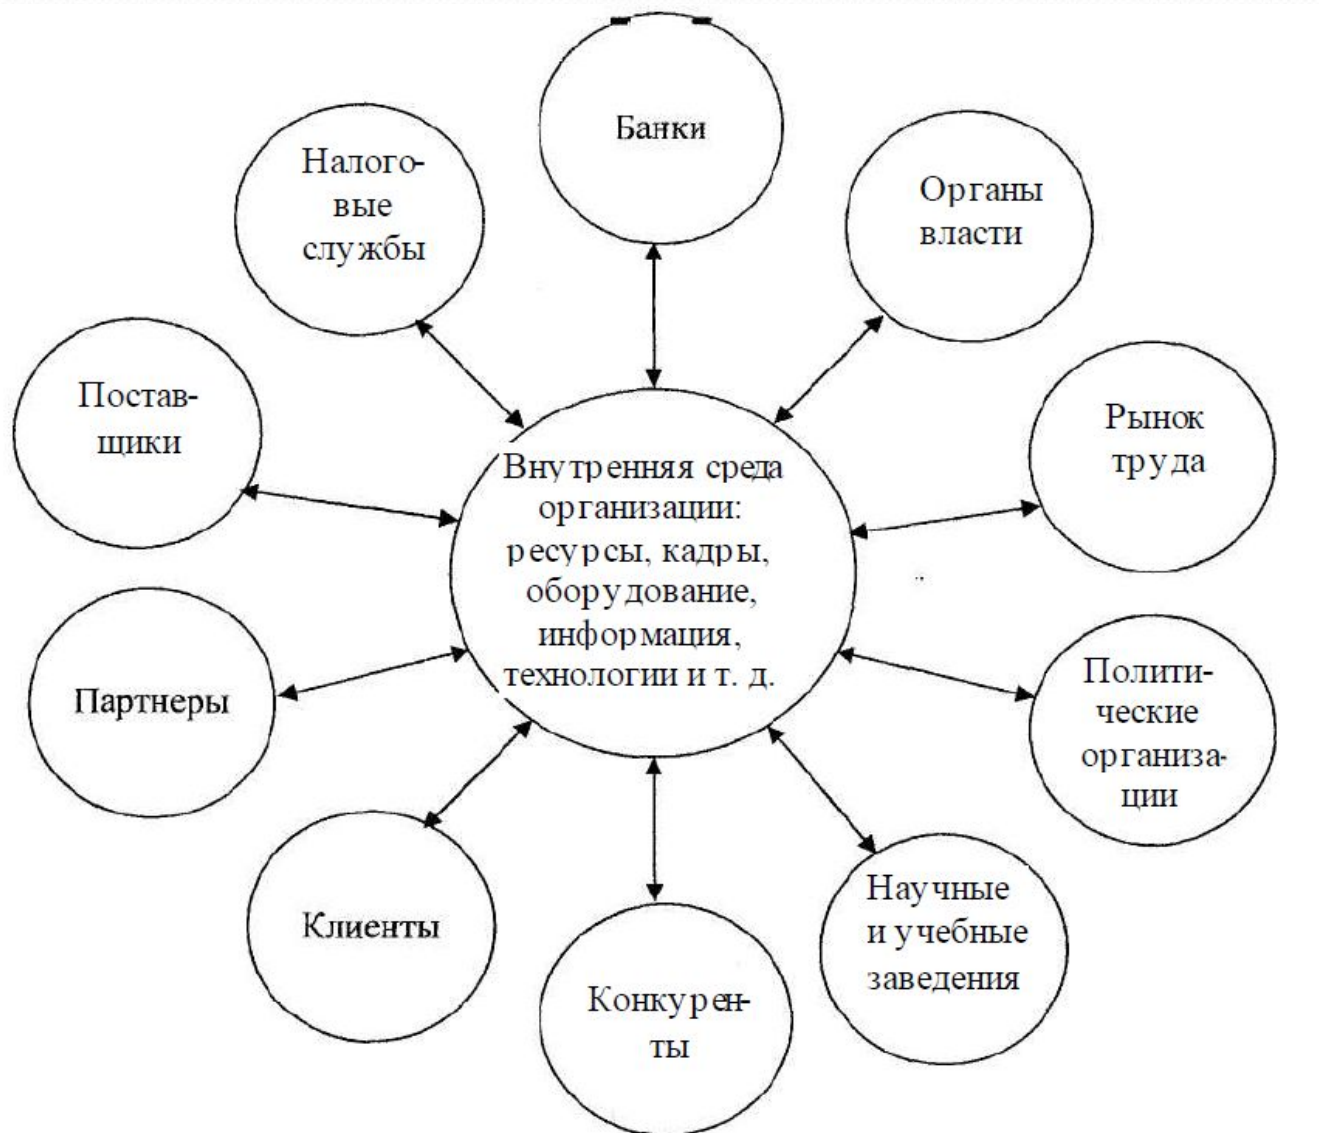 Банки
Налого-
вые
службы
Органы
власти
Постав-
щики
Рынок
труда
Внутренняя среда
организации:
ресурсы, кадры,
оборудование,
информация,
технологии и т. д.
Партнеры
Полити-
ческие
организа-
ции
Клиенты
Научные
и учебные
заведения
Конкурен-
ты